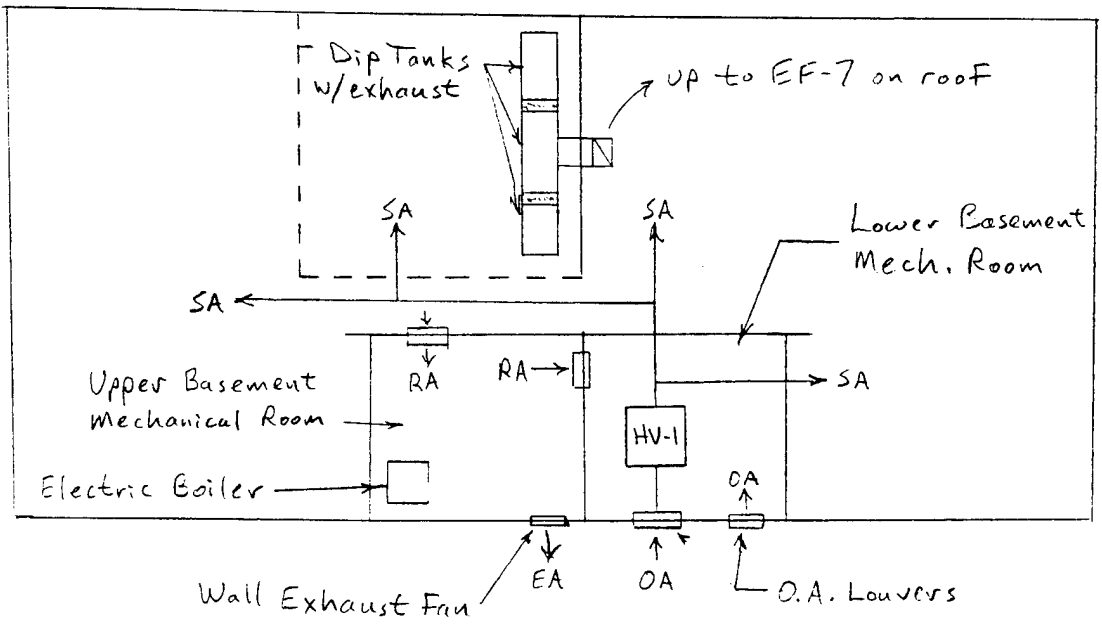 Dip Tanks
w/exhaust
up to EF-7 on roof
SA
SA
Lower Basement
Mech. Room
SA
RA
RA
SA
Upper Basement
Mechanical Room
HV-1
Electric Boiler
OA
EA
OA
Wall Exhaust Fan
O.A. Louvers